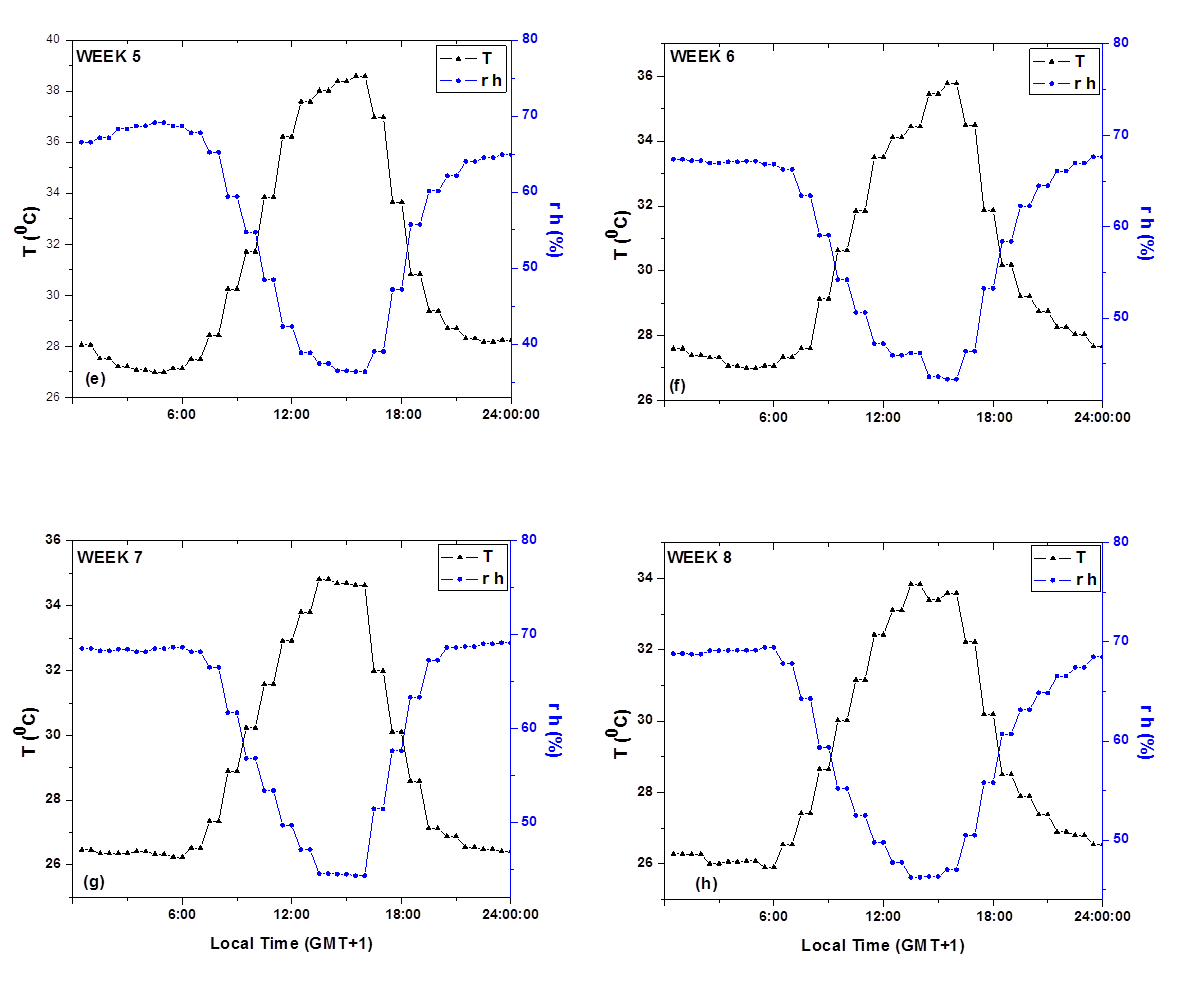 WEEK 5
T
r h
40
38
36
34
32
30
28
26
T (⁰C)
80
70
60
50
40
r h (%)
(e)
6:00 12:00 18:00 24:00:00
WEEK 6
T
r h
36
34
32
30
28
26
T (⁰C)
80
70
60
50
r h (%)
(f)
6:00 12:00 18:00 24:00:00
WEEK 7
T
r h
36
34
32
30
28
26
T (⁰C)
80
70
60
50
r h (%)
(g)
6:00 12:00 18:00 24:00:00
Local Time (GMT+1)
WEEK 8
T
r h
34
32
30
28
26
T (⁰C)
80
70
60
50
r h (%)
(h)
6:00 12:00 18:00 24:00:00
Local Time (GMT+1)